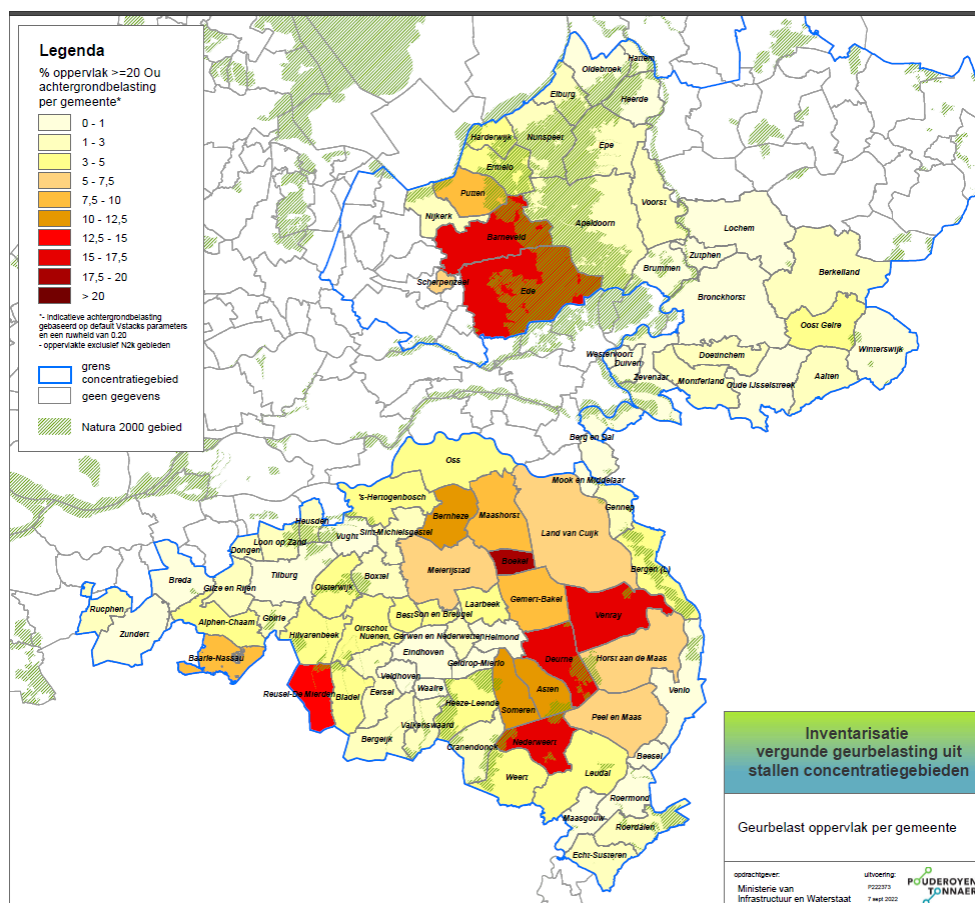 Legenda
% oppervlak >=20 Ou
achtergrondbelasting
per gemeente*
0 - 1
1 - 3
3 - 5
5 - 7,5
7,5 - 10
10 - 12,5
12,5 - 15
15 - 17,5
17,5 - 20
> 20
*- indicatieve achtergrondbelasting
gebaseerd op default Vstacks parameters
en een ruwheid van 0.20
- oppervlakte exclusief N2k gebieden
grens
concentratiegebied
geen gegevens
Natura 2000 gebied
Hattem
Oldebroek
Elburg
Heerde
Harderwijk
Nunspeet
Epe
Ermelo
Putten
Voorst
Nijkerk
Apeldoorn
Lochem
Barneveld
Zutphen
Brummen
Berkelland
Scherpenzeel
Ede
Bronckhorst
Oost Gelre
Winterswijk
Westervoort
Duiven
Doetinchem
Zevenaar
Montferland
Oude IJsselstreek
Aalten
Berg en Dal
Oss
Mook en Middelaar
's-Hertogenbosch
Gennep
Heusden
Bernheze
Maashorst
Land van Cuijk
Vught
Sint-Michielsgestel
Loon op Zand
Dongen
Boekel
Bergen (L)
Breda
Tilburg
Boxtel
Meierijstad
Gilze en Rijen
Oisterwijk
Gemert-Bakel
Rucphen
Laarbeek
Venray
Alphen-Chaam
Goirle
Best
Son en Breugel
Zundert
Hilvarenbeek
Oirschot
Nuenen, Gerwen en Nederwetten
Helmond
Eindhoven
Baarle-Nassau
Geldrop-Mierlo
Deurne
Horst aan de Maas
Veldhoven
Reusel-De Mierden
Bladel
Eersel
Waalre
Asten
Venlo
Heeze-Leende
Someren
Peel en Maas
Valkenswaard
Bergeijk
Cranendonck
Nederweert
Beesel
Weert
Leudal
Roermond
Maasgouw
Roerdalen
Echt-Susteren
Inventarisatie
vergunde geurbelasting uit
stallen concentratiegebieden
Geurbelast oppervlak per gemeente
opdrachtgever:
Ministerie van
Infrastructuur en Waterstaat
uitvoering:
P222373
7 sept 2022
POUDEROYEN
TONNAER